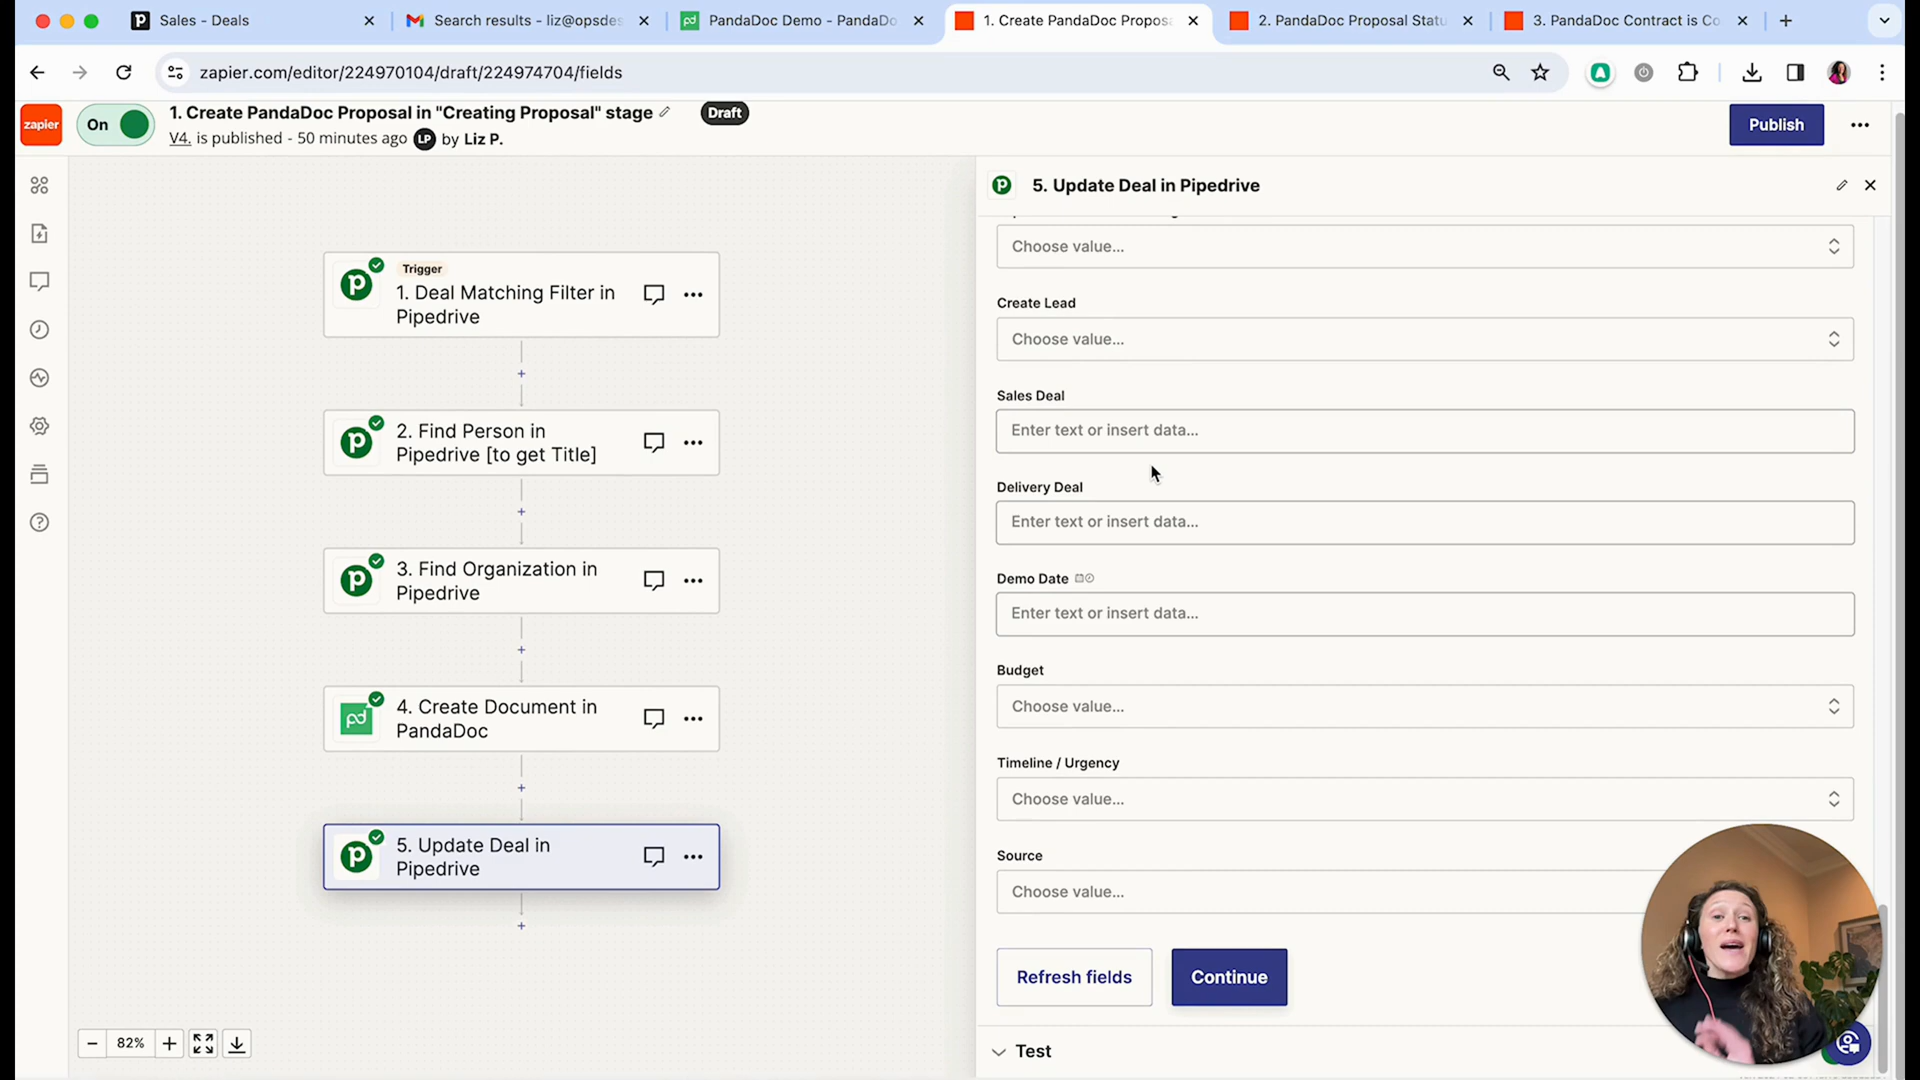 Sales - Deals
Search results - liz@opsdes
PandaDoc Demo - PandaDo
1. Create PandaDoc Propos
2. PandaDoc Proposal Statu
3. PandaDoc Contract is Co
zapier.com/editor/224970104/draft/224974704/fields
zapier
On
1. Create PandaDoc Proposal in "Creating Proposal" stage
Draft
V4. is published - 50 minutes ago LP by Liz P.
Publish
5. Update Deal in Pipedrive
Trigger
1. Deal Matching Filter in
Pipedrive
2. Find Person in
Pipedrive [to get Title]
3. Find Organization in
Pipedrive
4. Create Document in
PandaDoc
5. Update Deal in
Pipedrive
82%
Choose value...
Create Lead
Choose value...
Sales Deal
Enter text or insert data...
Delivery Deal
Enter text or insert data...
Demo Date
Enter text or insert data...
Budget
Choose value...
Timeline / Urgency
Choose value...
Source
Choose value...
Refresh fields
Continue
Test